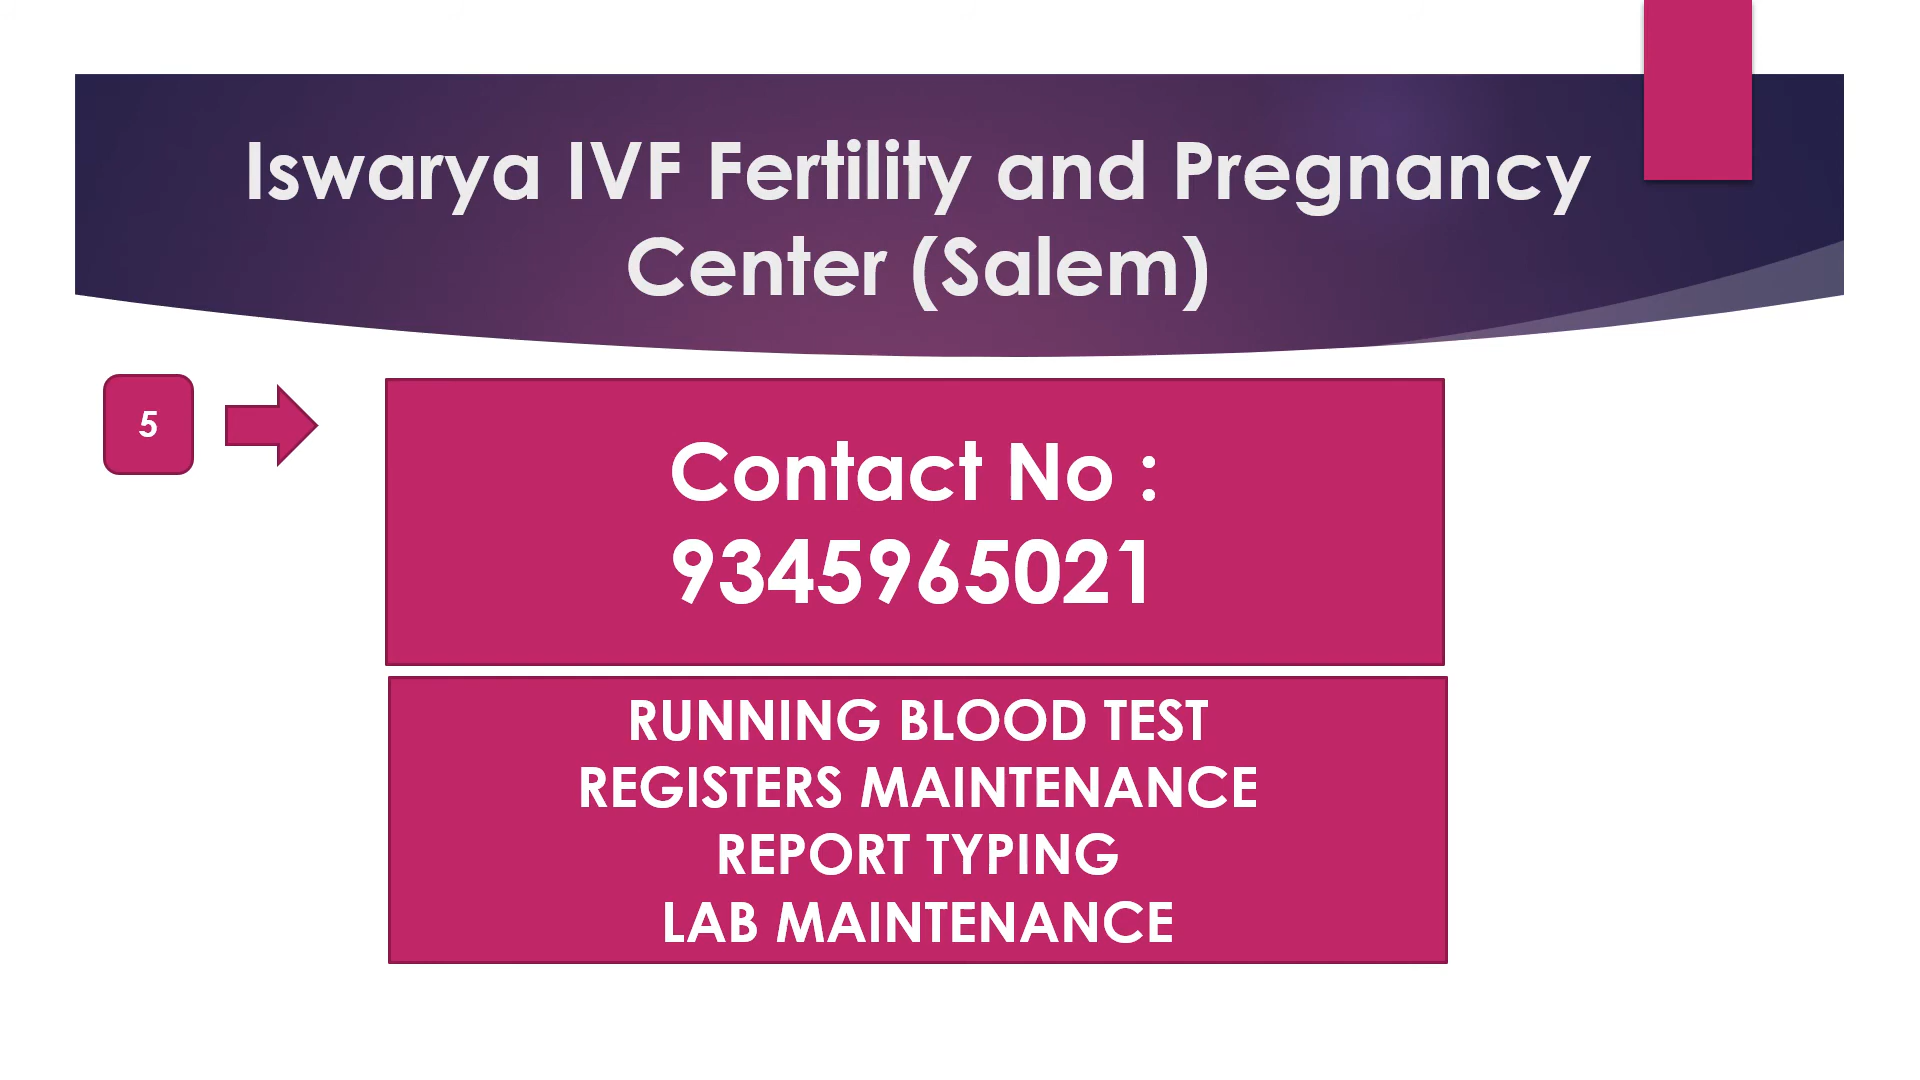 Iswarya IVF Fertility and Pregnancy
Center (Salem)
5
Contact No :
9345965021
RUNNING BLOOD TEST
REGISTERS MAINTENANCE
REPORT TYPING
LAB MAINTENANCE